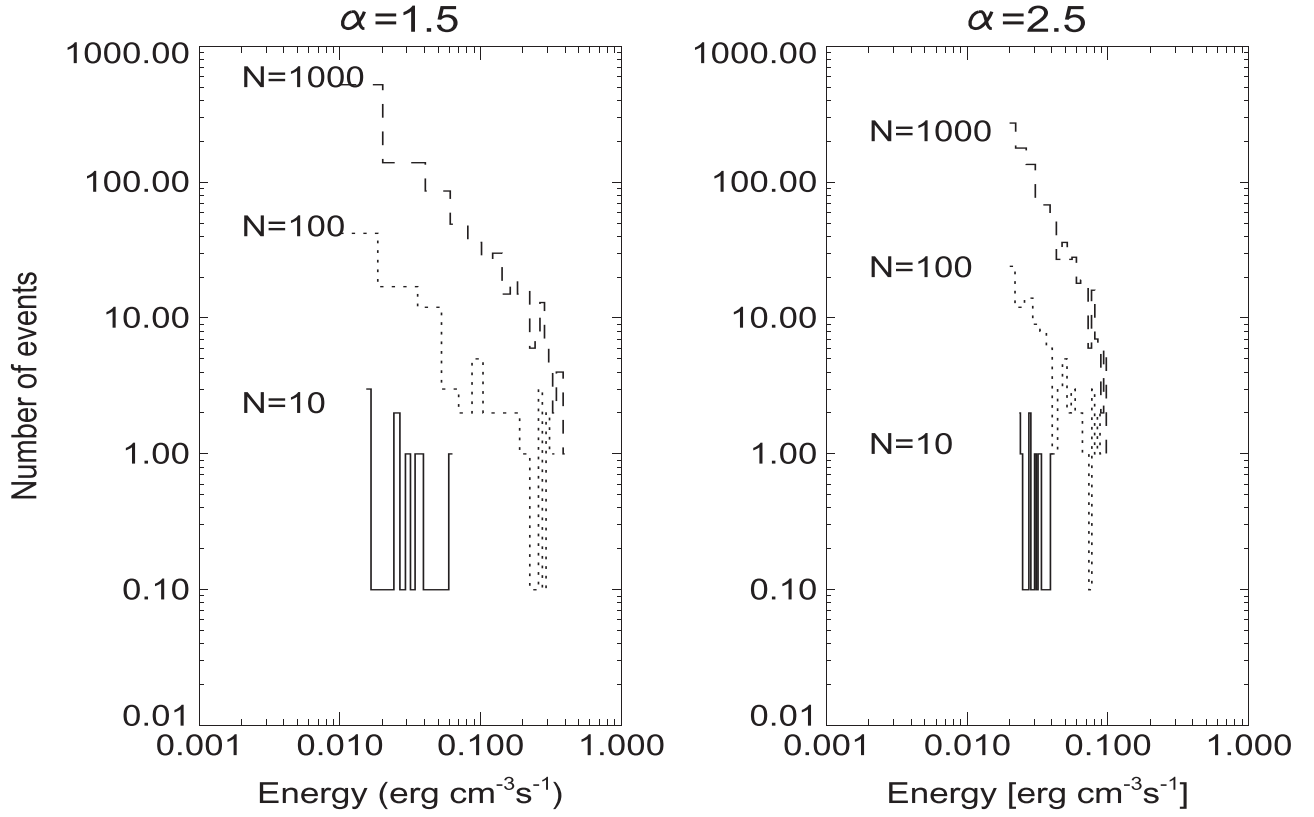 α=1.5
1000.00
100.00
10.00
1.00
0.10
0.01
N=1000
N=100
N=10
0.001 0.010 0.100 1.000
Energy (erg cm-3s-1)
Number of events
α=2.5
1000.00
100.00
10.00
1.00
0.10
0.01
N=1000
N=100
N=10
0.001 0.010 0.100 1.000
Energy [erg cm-3s-1]